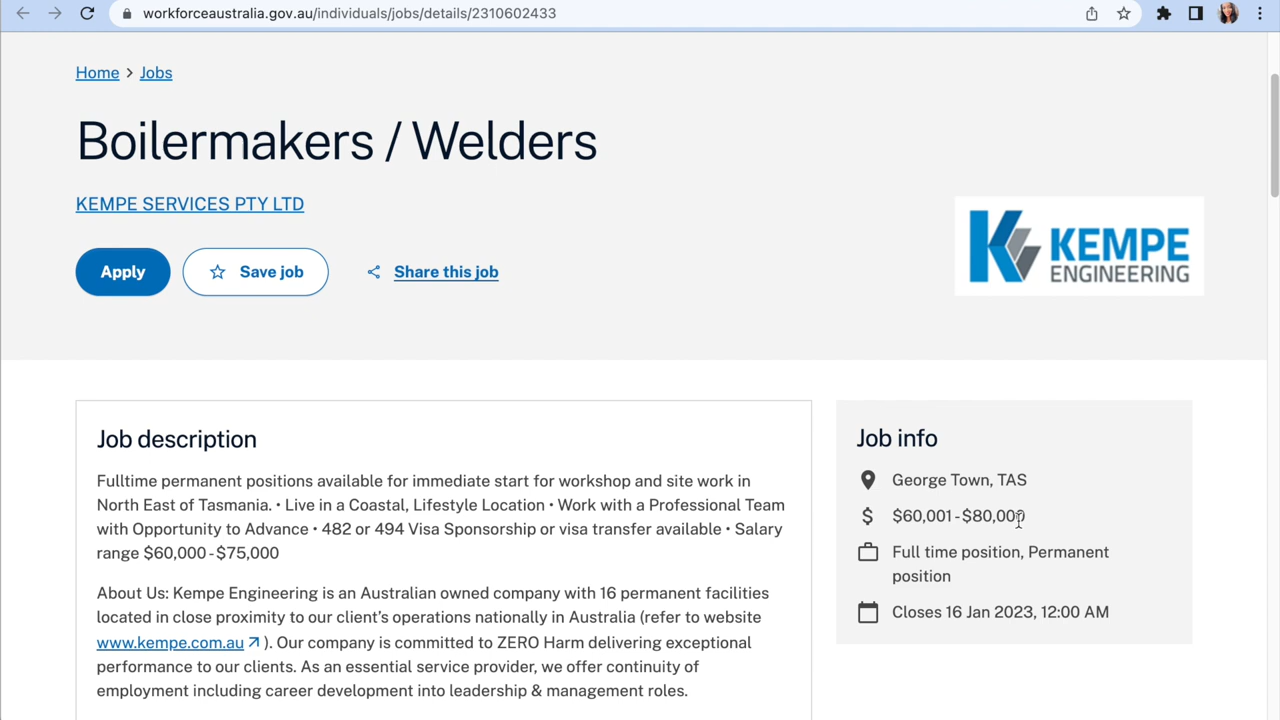 workforceaustralia.gov.au/individuals/jobs/details/2310602433
Home > Jobs
Boilermakers / Welders
KEMPE SERVICES PTY LTD
Apply
Save job
Share this job
KEMPE
ENGINEERING
Job description
Fulltime permanent positions available for immediate start for workshop and site work in
North East of Tasmania. • Live in a Coastal, Lifestyle Location • Work with a Professional Team
with Opportunity to Advance • 482 or 494 Visa Sponsorship or visa transfer available • Salary
range $60,000 - $75,000
About Us: Kempe Engineering is an Australian owned company with 16 permanent facilities
located in close proximity to our client’s operations nationally in Australia (refer to website
www.kempe.com.au ). Our company is committed to ZERO Harm delivering exceptional
performance to our clients. As an essential service provider, we offer continuity of
employment including career development into leadership & management roles.
Job info
George Town, TAS
$60,001 - $80,000
Full time position, Permanent
position
Closes 16 Jan 2023, 12:00 AM